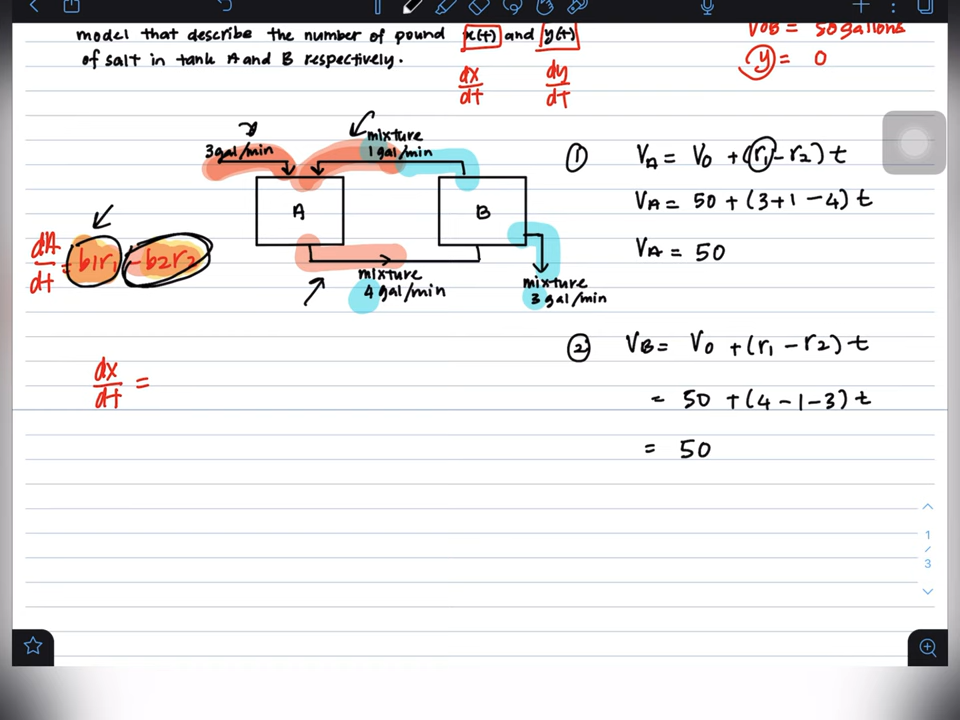 model that describe the number of pound x(t) and y(t)
of salt in tank A and B respectively.
dx/dt dy/dt
VOB = 50 gallons
y = 0
3 gal/min
mixture
1 gal/min
A
B
mixture
4 gal/min
mixture
3 gal/min
dA/dt = b1r1 - b2r2
dx/dt =
① VA = V0 + (r1 - r2) t
VA = 50 + (3+1 - 4) t
VA = 50
② VB = V0 + (r1 - r2) t
= 50 + (4 - 1 - 3) t
= 50
1
/
3